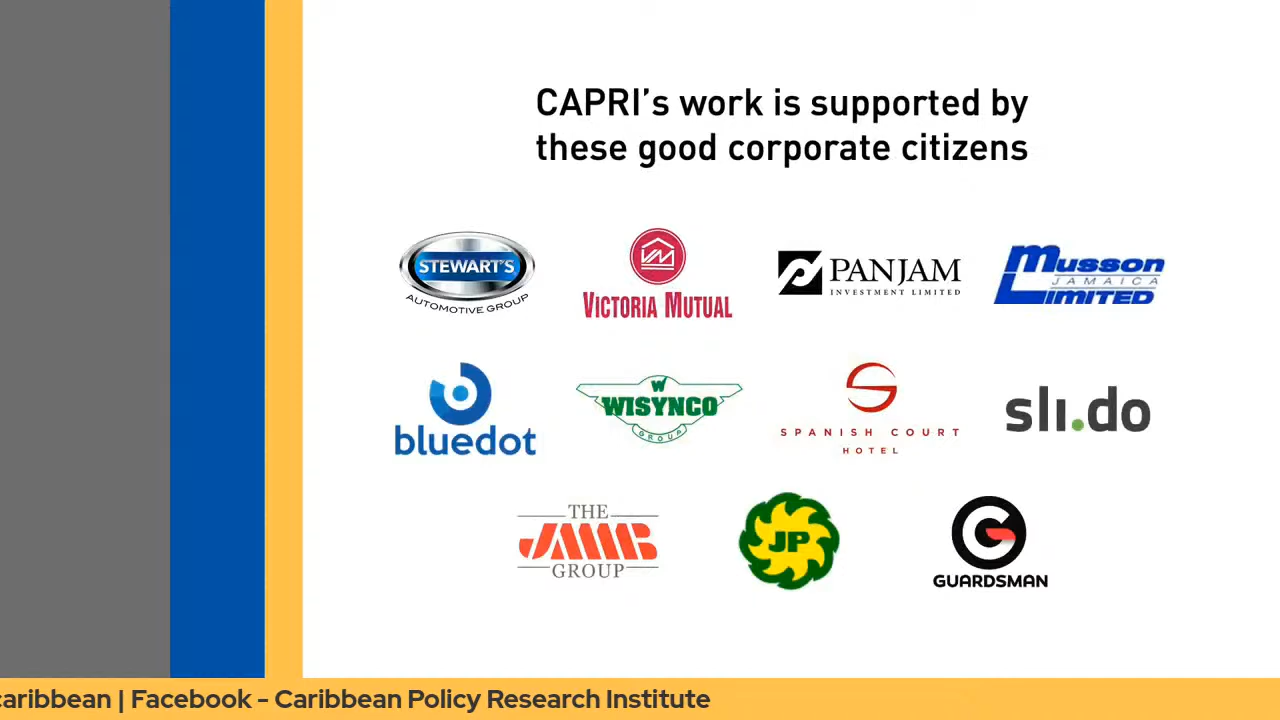 CAPRI’s work is supported by
these good corporate citizens
STEWART'S
AUTOMOTIVE GROUP
VM
VICTORIA MUTUAL
PANJAM
INVESTMENT LIMITED
Musson
JAMAICA
LIMITED
bluedot
W
WISYNCO
GROUP
SPANISH COURT
HOTEL
sli.do
THE
JMMB
GROUP
JP
G
GUARDSMAN
caribbean | Facebook - Caribbean Policy Research Institute